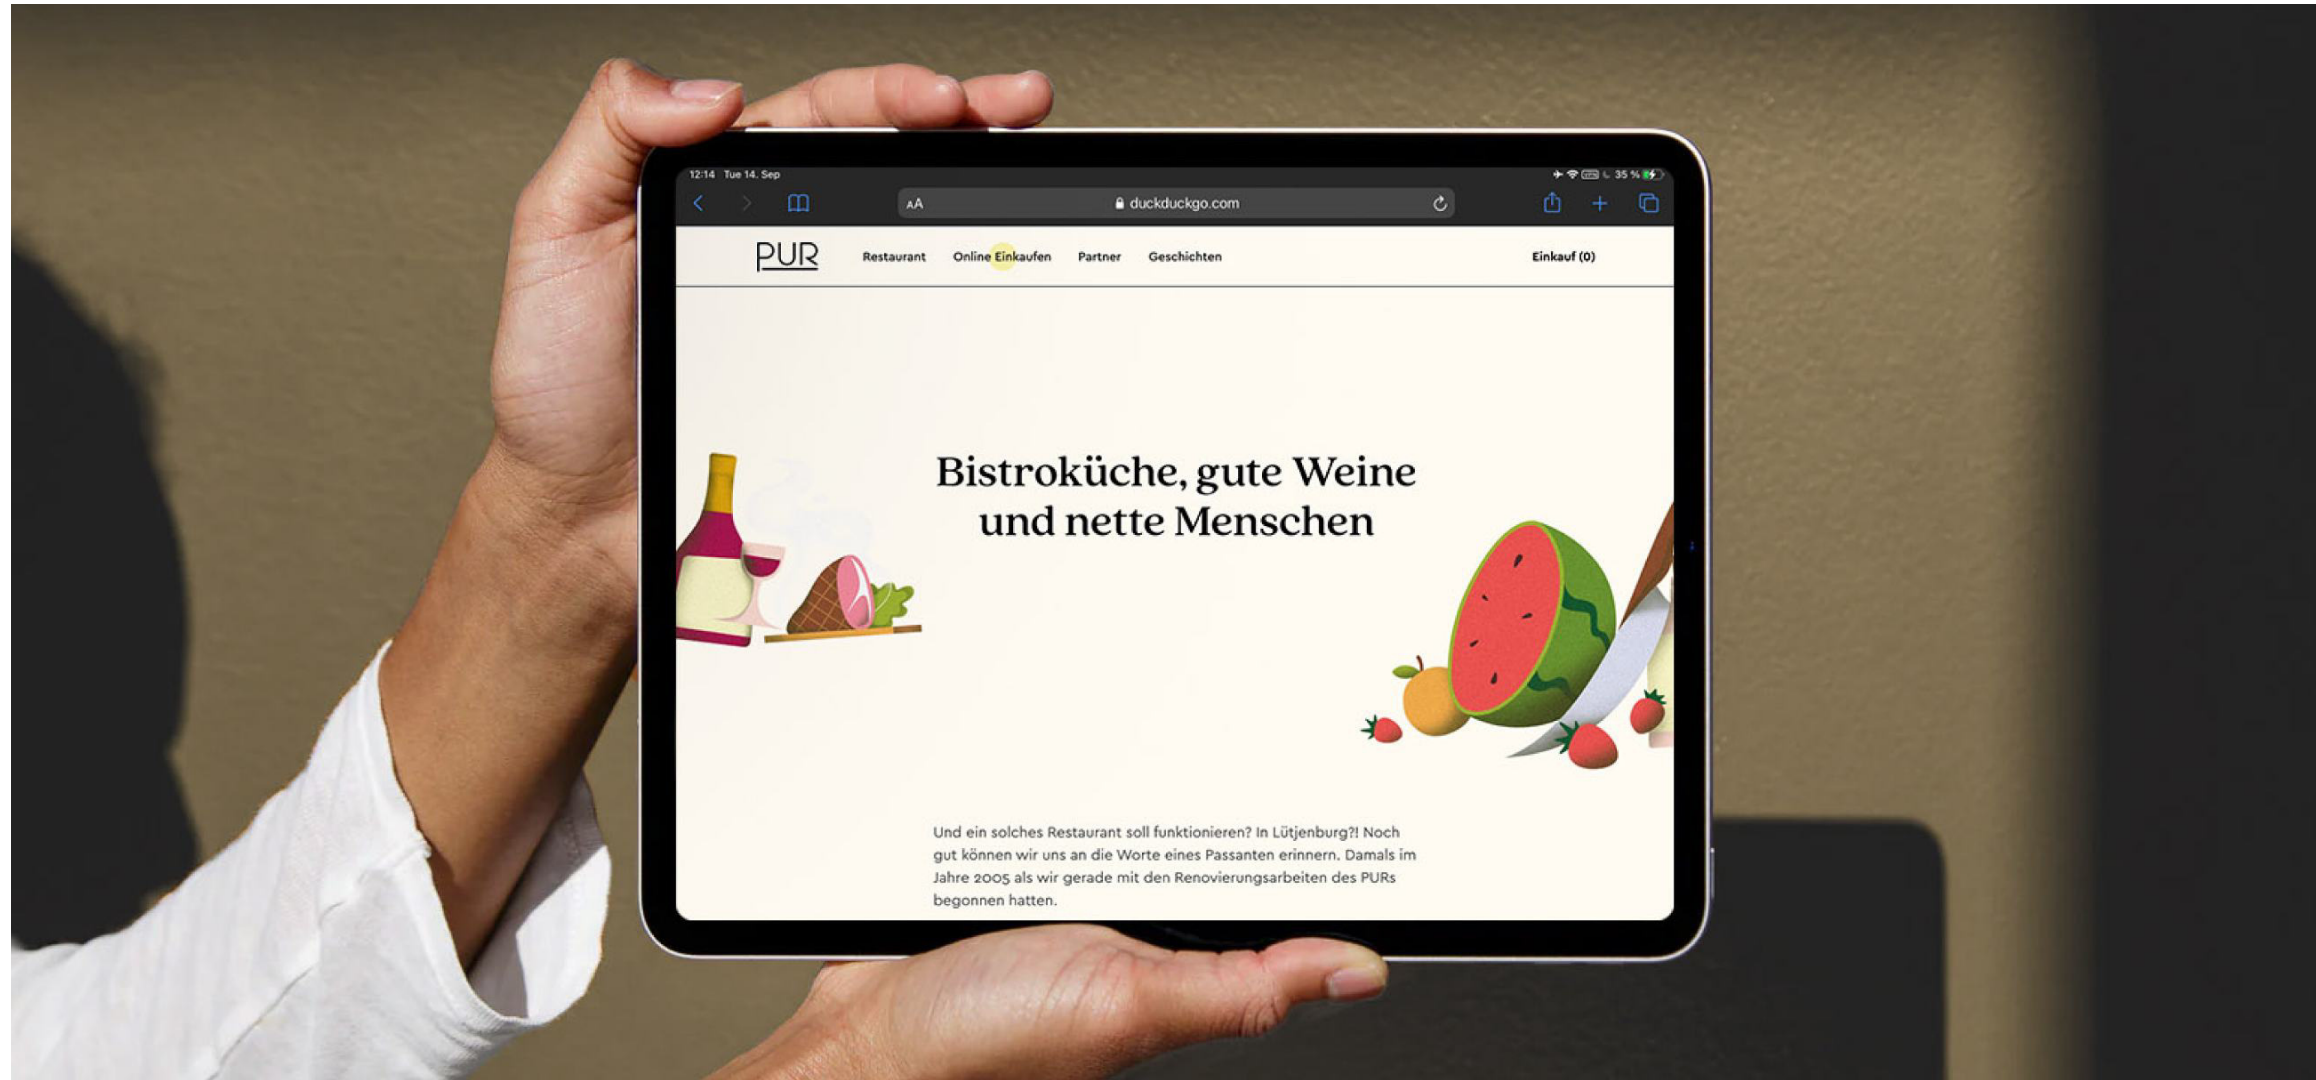 12:14 Tue 14. Sep 35 %
AA duckduckgo.com
PUR Restaurant Online Einkaufen Partner Geschichten Einkauf (0)
Bistroküche, gute Weine
und nette Menschen
Und ein solches Restaurant soll funktionieren? In Lütjenburg?! Noch
gut können wir uns an die Worte eines Passanten erinnern. Damals im
Jahre 2005 als wir gerade mit den Renovierungsarbeiten des PURs
begonnen hatten.